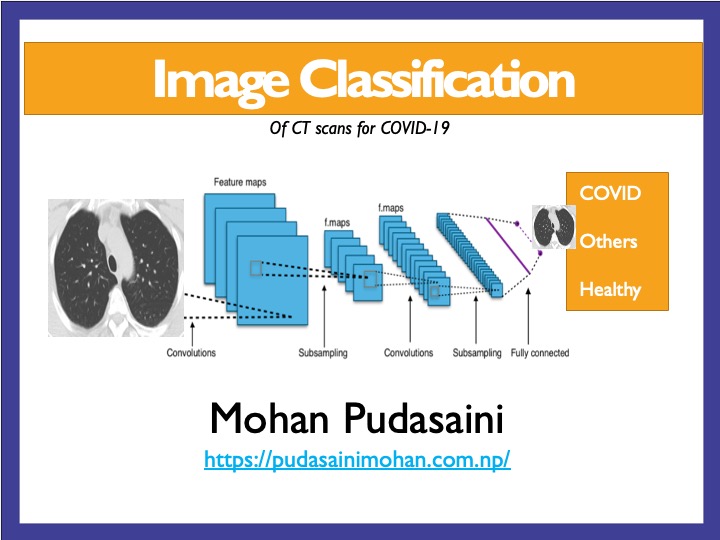 Image Classification
Of CT scans for COVID-19
Feature maps
f.maps
f.maps
COVID
Others
Healthy
Convolutions
Subsampling
Convolutions
Subsampling
Fully connected
Mohan Pudasaini
https://pudasainimohan.com.np/